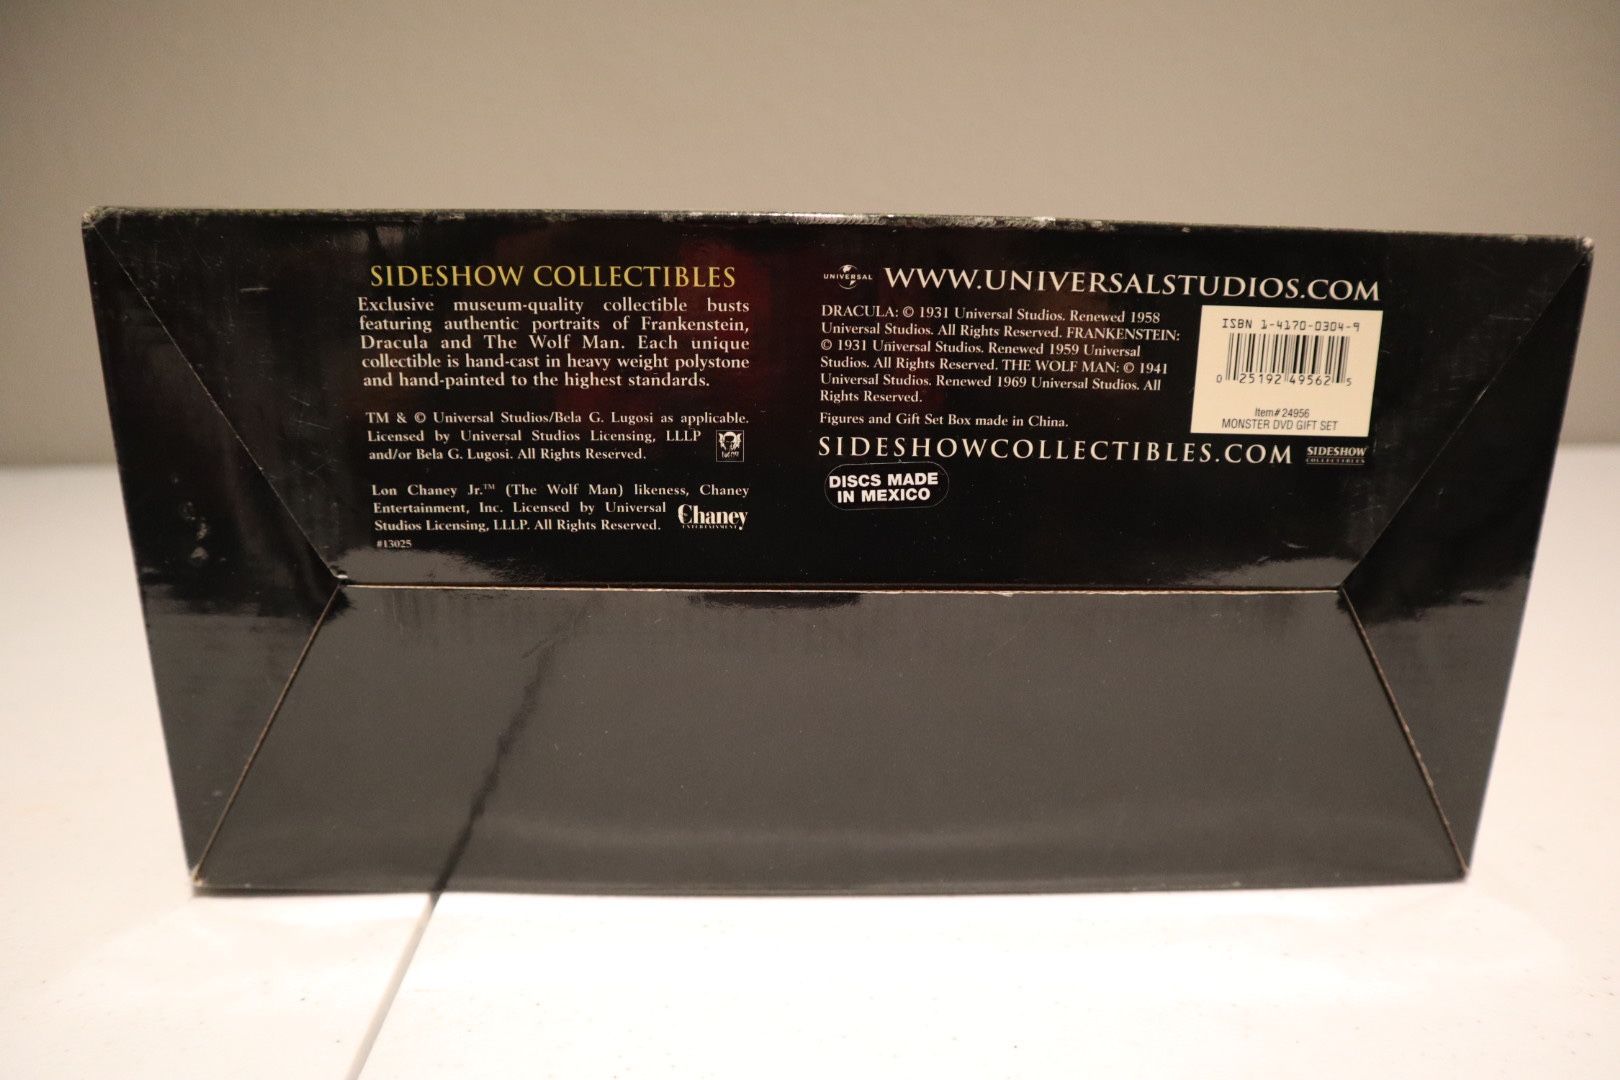 SIDESHOW COLLECTIBLES
Exclusive museum-quality collectible busts
featuring authentic portraits of Frankenstein,
Dracula and The Wolf Man. Each unique
collectible is hand-cast in heavy weight polystone
and hand-painted to the highest standards.
TM & © Universal Studios/Bela G. Lugosi as applicable.
Licensed by Universal Studios Licensing, LLLP
and/or Bela G. Lugosi. All Rights Reserved.
Lon Chaney Jr.™ (The Wolf Man) likeness, Chaney
Entertainment, Inc. Licensed by Universal
Studios Licensing, LLLP. All Rights Reserved.
Chaney
ENTERTAINMENT
#13025
UNIVERSAL
WWW.UNIVERSALSTUDIOS.COM
DRACULA: © 1931 Universal Studios. Renewed 1958
Universal Studios. All Rights Reserved. FRANKENSTEIN:
© 1931 Universal Studios. Renewed 1959 Universal
Studios. All Rights Reserved. THE WOLF MAN: © 1941
Universal Studios. Renewed 1969 Universal Studios. All
Rights Reserved.
Figures and Gift Set Box made in China.
SIDESHOWCOLLECTIBLES.COM
SIDESHOW
COLLECTIBLES
DISCS MADE
IN MEXICO
ISBN 1-4170-0304-9
0 25192 49562 5
Item# 24956
MONSTER DVD GIFT SET